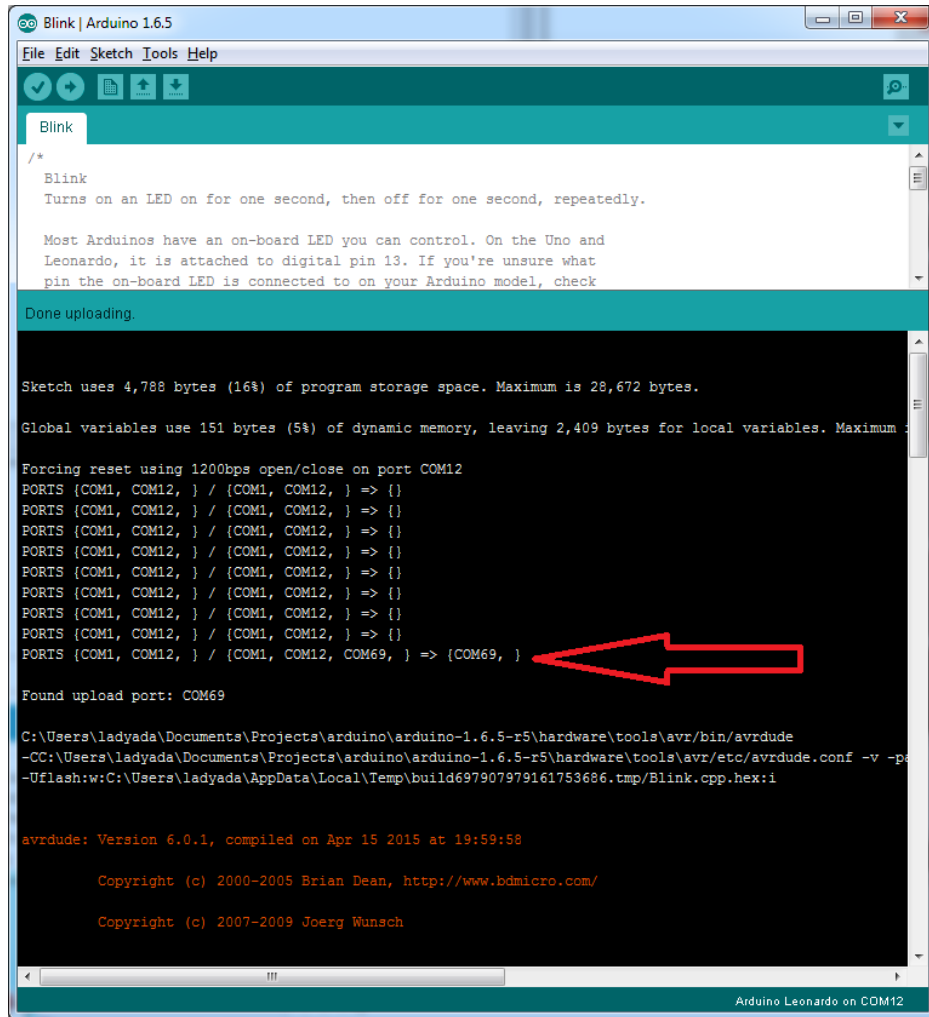 Blink | Arduino 1.6.5
File Edit Sketch Tools Help
Blink
/*
Blink
Turns on an LED on for one second, then off for one second, repeatedly.
Most Arduinos have an on-board LED you can control. On the Uno and
Leonardo, it is attached to digital pin 13. If you're unsure what
pin the on-board LED is connected to on your Arduino model, check
Done uploading.
Sketch uses 4,788 bytes (16%) of program storage space. Maximum is 28,672 bytes.
Global variables use 151 bytes (5%) of dynamic memory, leaving 2,409 bytes for local variables. Maximum
Forcing reset using 1200bps open/close on port COM12
PORTS {COM1, COM12, } / {COM1, COM12, } => {}
PORTS {COM1, COM12, } / {COM1, COM12, } => {}
PORTS {COM1, COM12, } / {COM1, COM12, } => {}
PORTS {COM1, COM12, } / {COM1, COM12, } => {}
PORTS {COM1, COM12, } / {COM1, COM12, } => {}
PORTS {COM1, COM12, } / {COM1, COM12, } => {}
PORTS {COM1, COM12, } / {COM1, COM12, } => {}
PORTS {COM1, COM12, } / {COM1, COM12, } => {}
PORTS {COM1, COM12, } / {COM1, COM12, COM69, } => {COM69, }
Found upload port: COM69
C:\Users\ladyada\Documents\Projects\arduino\arduino-1.6.5-r5\hardware\tools\avr/bin/avrdude
-CC:\Users\ladyada\Documents\Projects\arduino\arduino-1.6.5-r5\hardware\tools\avr/etc/avrdude.conf -v
-Uflash:w:C:\Users\ladyada\AppData\Local\Temp\build697907979161753686.tmp/Blink.cpp.hex:i
avrdude: Version 6.0.1, compiled on Apr 15 2015 at 19:59:58
Copyright (c) 2000-2005 Brian Dean, http://www.bdmicro.com/
Copyright (c) 2007-2009 Joerg Wunsch
Arduino Leonardo on COM12